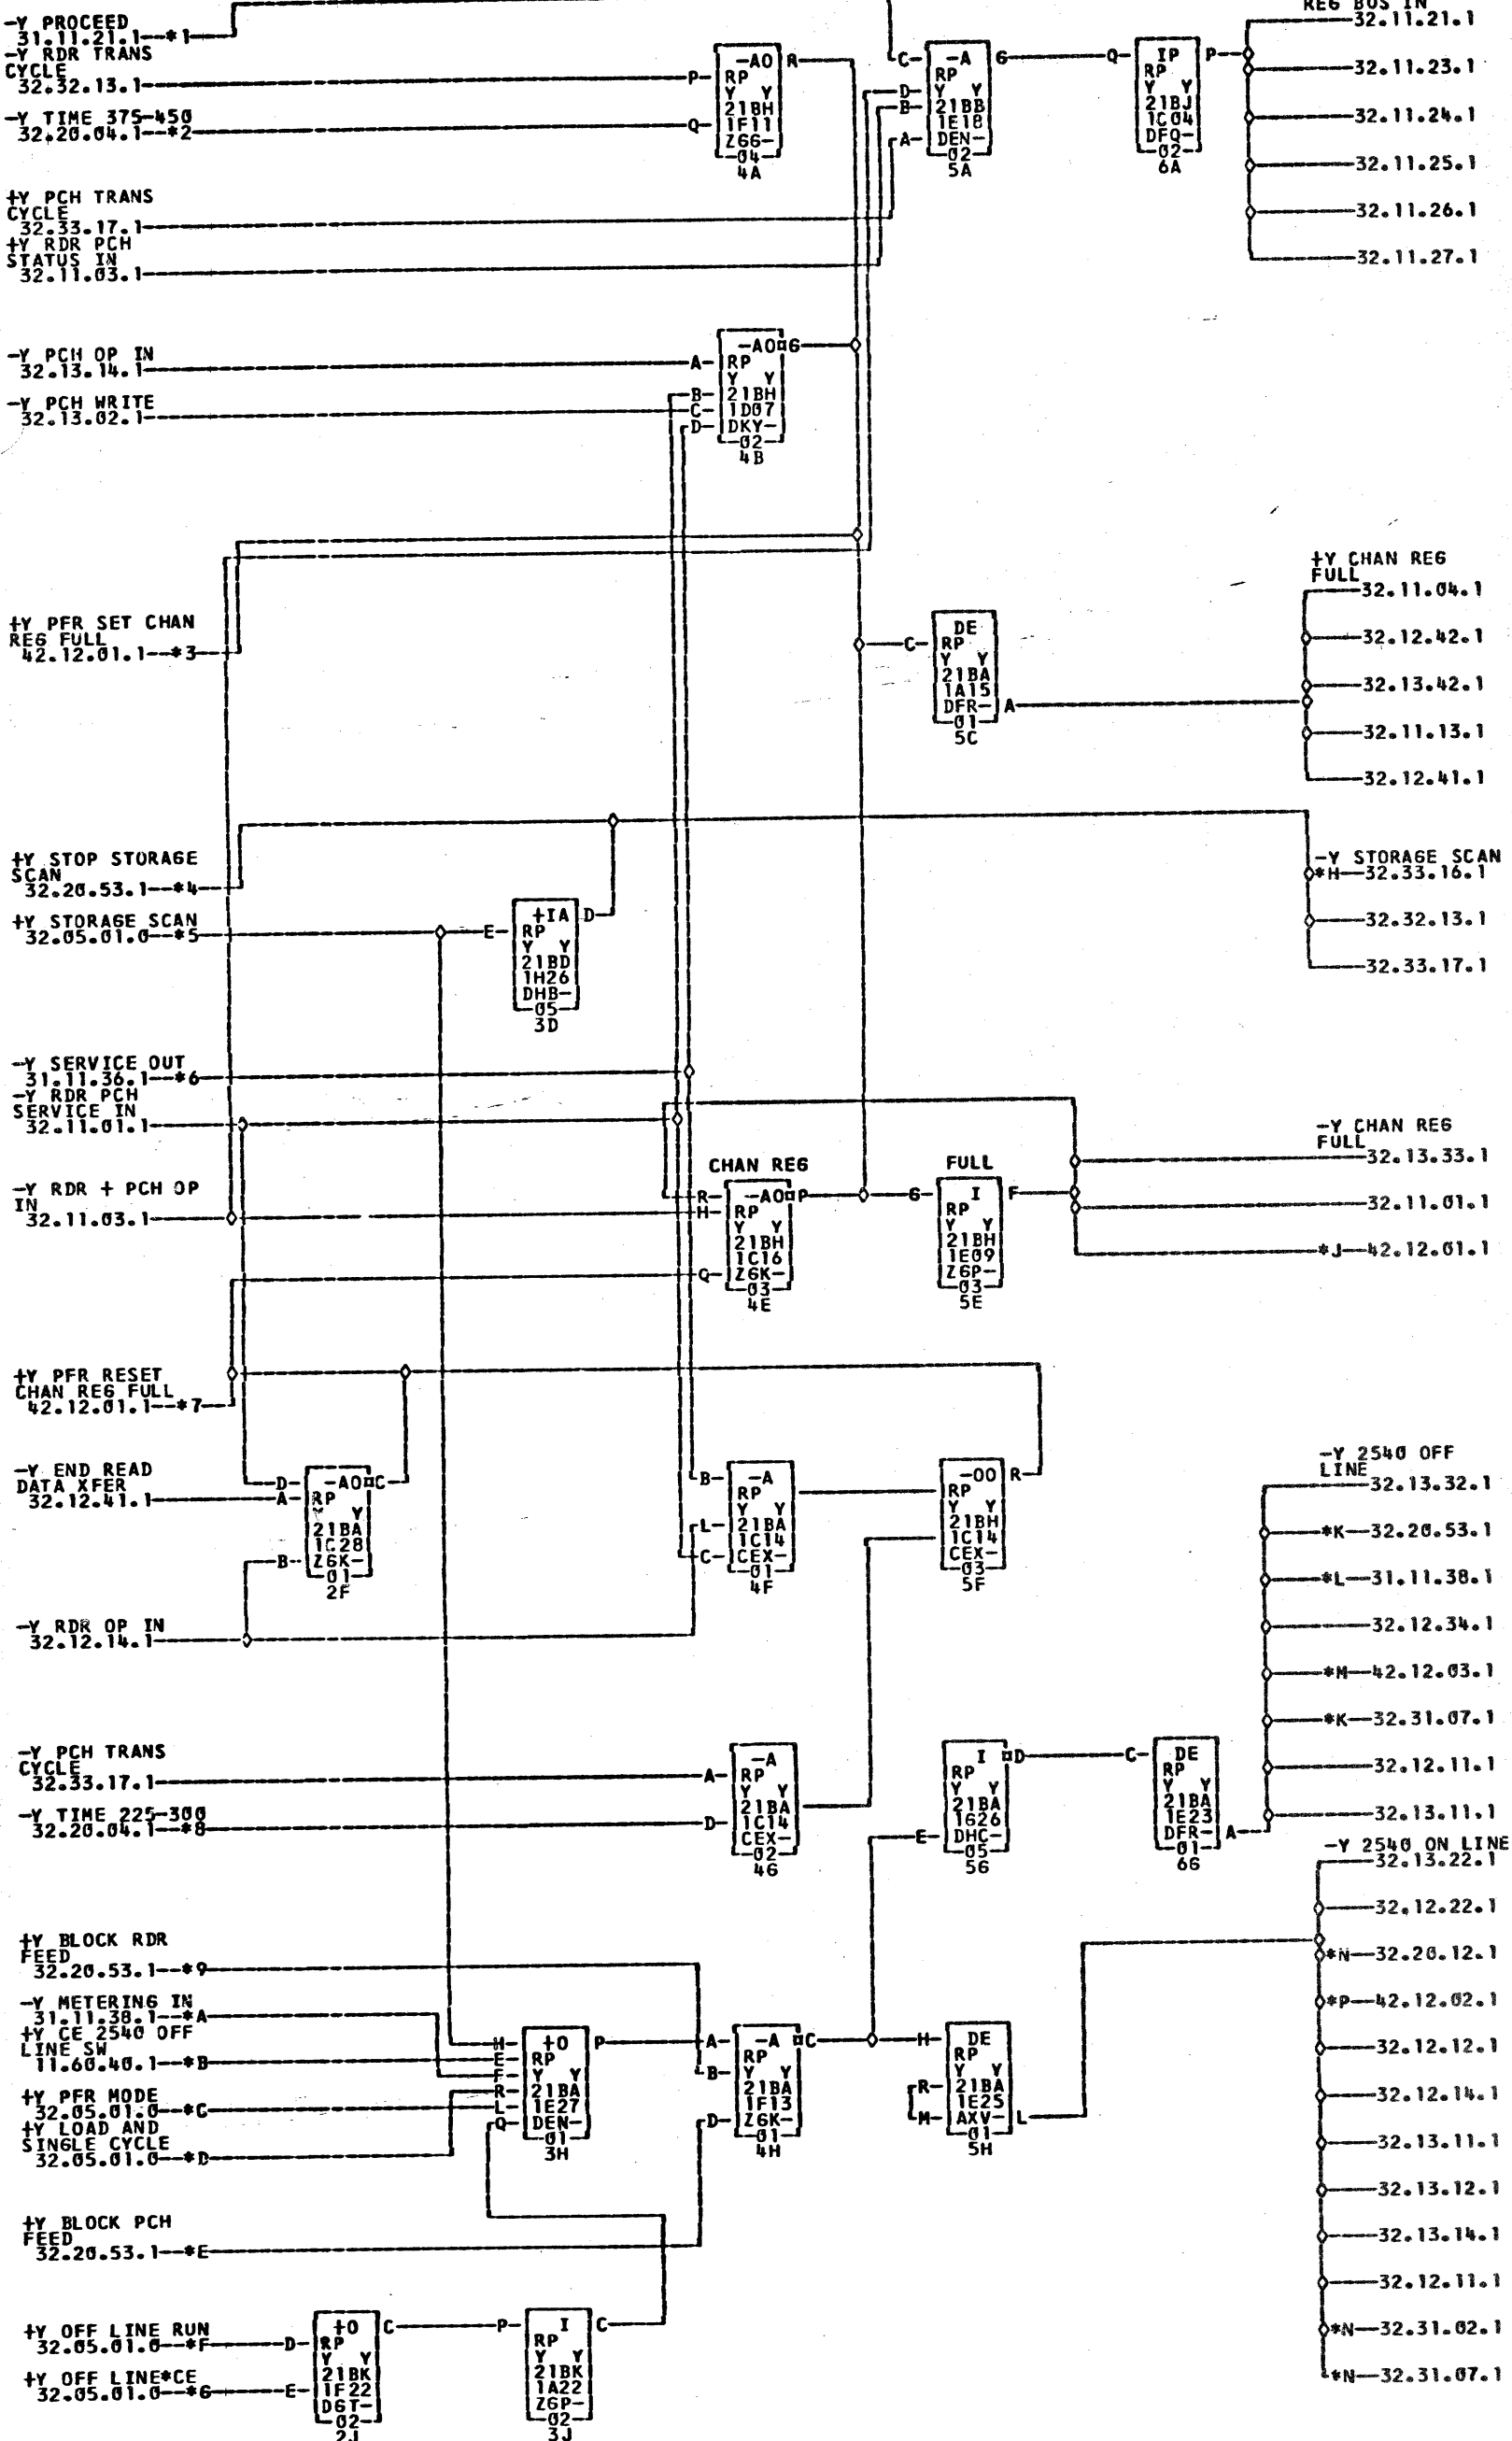 -Y PROCEED
31.11.21.1--*1
-Y RDR TRANS
CYCLE
32.32.13.1
-Y TIME 375-450
32.20.04.1--*2
+Y PCH TRANS
CYCLE
32.33.17.1
+Y RDR PCH
STATUS IN
32.11.03.1
P-
Q-
-AO R
RP
Y Y
21BH
1F11
Z66-
04
4A
C-
D-
B-
A-
-A G
RP
Y Y
21BB
1E18
DEN-
02
5A
Q-
IP P
RP
Y Y
21BJ
1C04
DFQ-
02
6A
REG BUS IN
32.11.21.1
32.11.23.1
32.11.24.1
32.11.25.1
32.11.26.1
32.11.27.1
-Y PCH OP IN
32.13.14.1
-Y PCH WRITE
32.13.02.1
A-
B-
C-
D-
-AO G
RP
Y Y
21BH
1D07
DKY-
02
4B
+Y PFR SET CHAN
REG FULL
42.12.01.1--*3
C-
DE
RP
Y Y
21BA
1A15
DFR- A
01
5C
+Y CHAN REG
FULL
32.11.04.1
32.12.42.1
32.13.42.1
32.11.13.1
32.12.41.1
+Y STOP STORAGE
SCAN
32.20.53.1--*4
+Y STORAGE SCAN
32.05.01.0--*5
E-
+IA D
RP
Y Y
21BD
1H26
DHB-
05
3D
-Y STORAGE SCAN
*H-32.33.16.1
32.32.13.1
32.33.17.1
-Y SERVICE OUT
31.11.36.1--*6
-Y RDR PCH
SERVICE IN
32.11.01.1
-Y RDR + PCH OP
IN
32.11.03.1
CHAN REG
R-
H-
Q-
-AO P
RP
Y Y
21BH
1C16
Z6K-
03
4E
FULL
G-
I F
RP
Y Y
21BH
1E09
Z6P-
03
5E
-Y CHAN REG
FULL
32.13.33.1
32.11.01.1
*J-42.12.01.1
+Y PFR RESET
CHAN REG FULL
42.12.01.1--*7
-Y END READ
DATA XFER
32.12.41.1
D-
A-
B-
-AO C
RP
Y Y
21BA
1C28
Z6K-
01
2F
-Y RDR OP IN
32.12.14.1
B-
L-
C-
-A
RP
Y Y
21BA
1C14
CEX-
01
4F
-OO R
RP
Y Y
21BH
1C14
CEX-
03
5F
-Y 2540 OFF
LINE
32.13.32.1
*K-32.20.53.1
*L-31.11.38.1
32.12.34.1
*M-42.12.03.1
*K-32.31.07.1
32.12.11.1
32.13.11.1
-Y PCH TRANS
CYCLE
32.33.17.1
-Y TIME 225-300
32.20.04.1--*8
A-
D-
-A
RP
Y Y
21BA
1C14
CEX-
02
4G
E-
I D
RP
Y Y
21BA
1G26
DHC-
05
5G
C-
DE
RP
Y Y
21BA
1E23
DFR- A
01
6G
-Y 2540 ON LINE
32.13.22.1
32.12.22.1
*N-32.20.12.1
*P-42.12.02.1
32.12.12.1
32.12.14.1
32.13.11.1
32.13.12.1
32.13.14.1
32.12.11.1
*N-32.31.02.1
*N-32.31.07.1
+Y BLOCK RDR
FEED
32.20.53.1--*9
-Y METERING IN
31.11.38.1--*A
+Y CE 2540 OFF
LINE SW
11.60.40.1--*B
+Y PFR MODE
32.05.01.0--*C
+Y LOAD AND
SINGLE CYCLE
32.05.01.0--*D
H-
E-
F-
R-
L-
Q-
+O P
RP
Y Y
21BA
1E27
DEN-
01
3H
A-
B-
D-
-A C
RP
Y Y
21BA
1F13
Z6K-
01
4H
H-
R-
M-
DE
RP
Y Y
21BA
1E25
AXV- L
01
5H
+Y BLOCK PCH
FEED
32.20.53.1--*E
+Y OFF LINE RUN
32.05.01.0--*F
+Y OFF LINE*CE
32.05.01.0--*G
D-
E-
+O C
RP
Y Y
21BK
1F22
DGT-
02
2J
P-
I C
RP
Y Y
21BK
1A22
Z6P-
02
3J